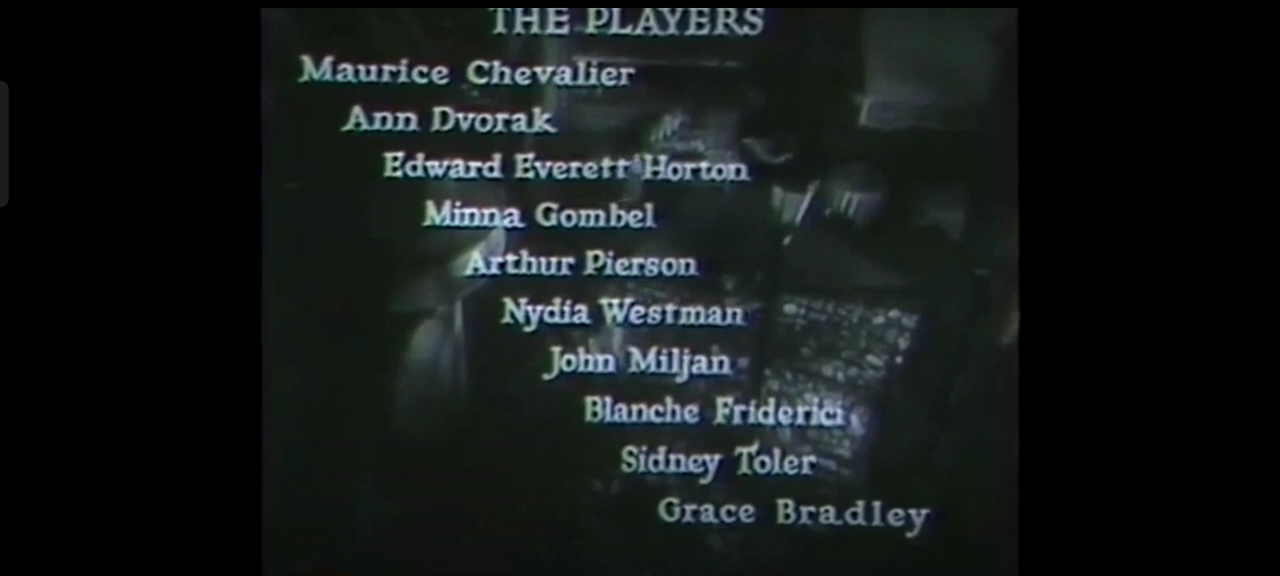 THE PLAYERS
Maurice Chevalier
Ann Dvorak
Edward Everett Horton
Minna Gombel
Arthur Pierson
Nydia Westman
John Miljan
Blanche Friderici
Sidney Toler
Grace Bradley